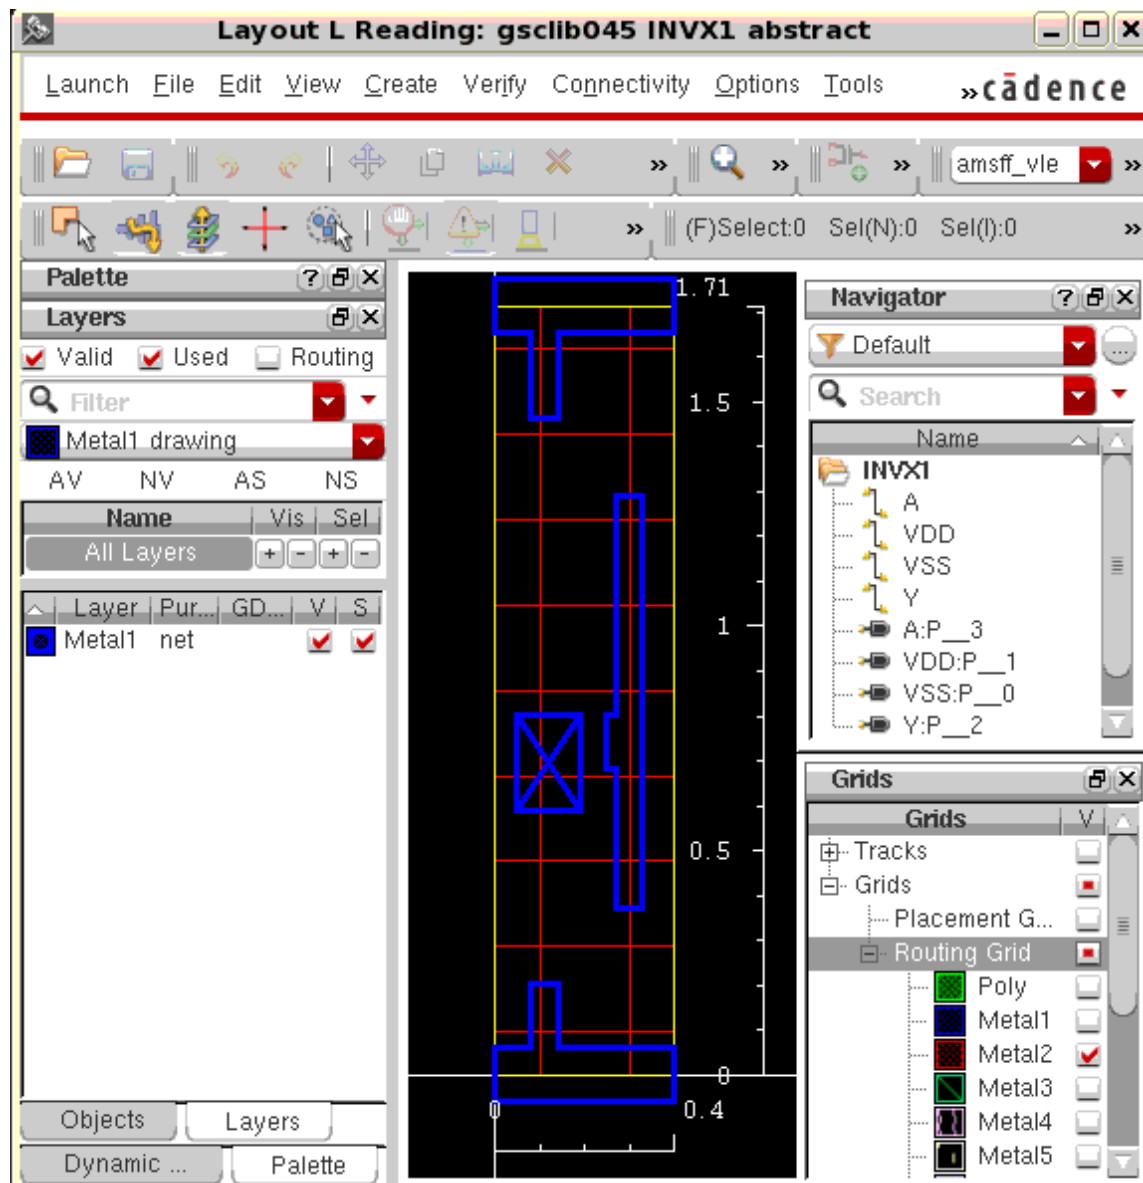 Layout L Reading: gsclib045 INVX1 abstract
Launch File Edit View Create Verify Connectivity Options Tools » cādence
» » » amsff_vle »
» (F)Select:0 Sel(N):0 Sel(I):0 »
Palette
Layers
Valid Used Routing
Filter
Metal1 drawing
AV NV AS NS
Name Vis Sel
All Layers + - + -
Layer Pur... GD... V S
Metal1 net
Objects Layers
Dynamic ... Palette
1.71
1.5
1
0.5
0
0 0.4
Navigator
Default ...
Search
Name
INVX1
A
VDD
VSS
Y
A:P__3
VDD:P__1
VSS:P__0
Y:P__2
Grids
Grids V
Tracks
Grids
Placement G...
Routing Grid
Poly
Metal1
Metal2
Metal3
Metal4
Metal5